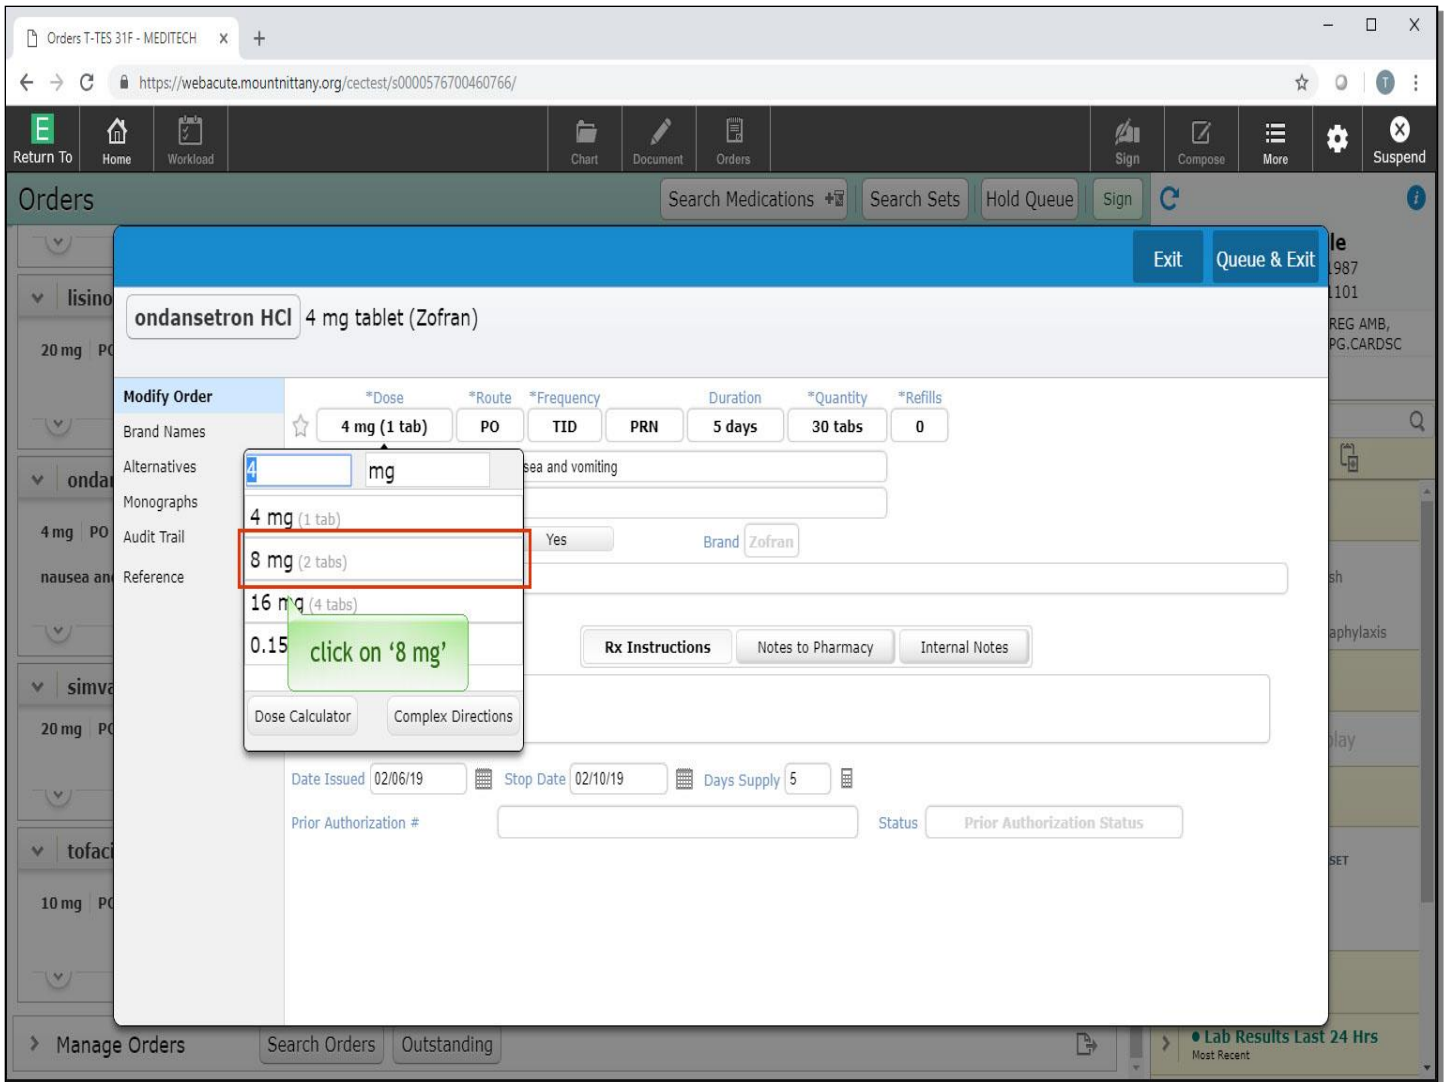 Orders T-TES 31F - MEDITECH x +
https://webacute.mountnittany.org/cectest/s0000576700460766/
T
E
Return To Home Workload Chart Document Orders Sign Compose More Suspend
Orders Search Medications Search Sets Hold Queue Sign
Exit Queue & Exit
le
1987
1101
REG AMB,
PG.CARDSC
lisino
20 mg PO
ondansetron HCl 4 mg tablet (Zofran)
Modify Order
Brand Names
Alternatives
Monographs
Audit Trail
Reference
*Dose *Route *Frequency Duration *Quantity *Refills
4 mg (1 tab) PO TID PRN 5 days 30 tabs 0
4 mg
sea and vomiting
4 mg (1 tab)
8 mg (2 tabs)
16 mg (4 tabs)
0.15
click on ‘8 mg’
Dose Calculator Complex Directions
Yes Brand Zofran
Rx Instructions Notes to Pharmacy Internal Notes
Date Issued 02/06/19 Stop Date 02/10/19 Days Supply 5
Prior Authorization # Status Prior Authorization Status
ondan
4 mg PO
nausea and
simva
20 mg PO
tofaci
10 mg PO
sh
aphylaxis
play
SET
Manage Orders Search Orders Outstanding
Lab Results Last 24 Hrs
Most Recent